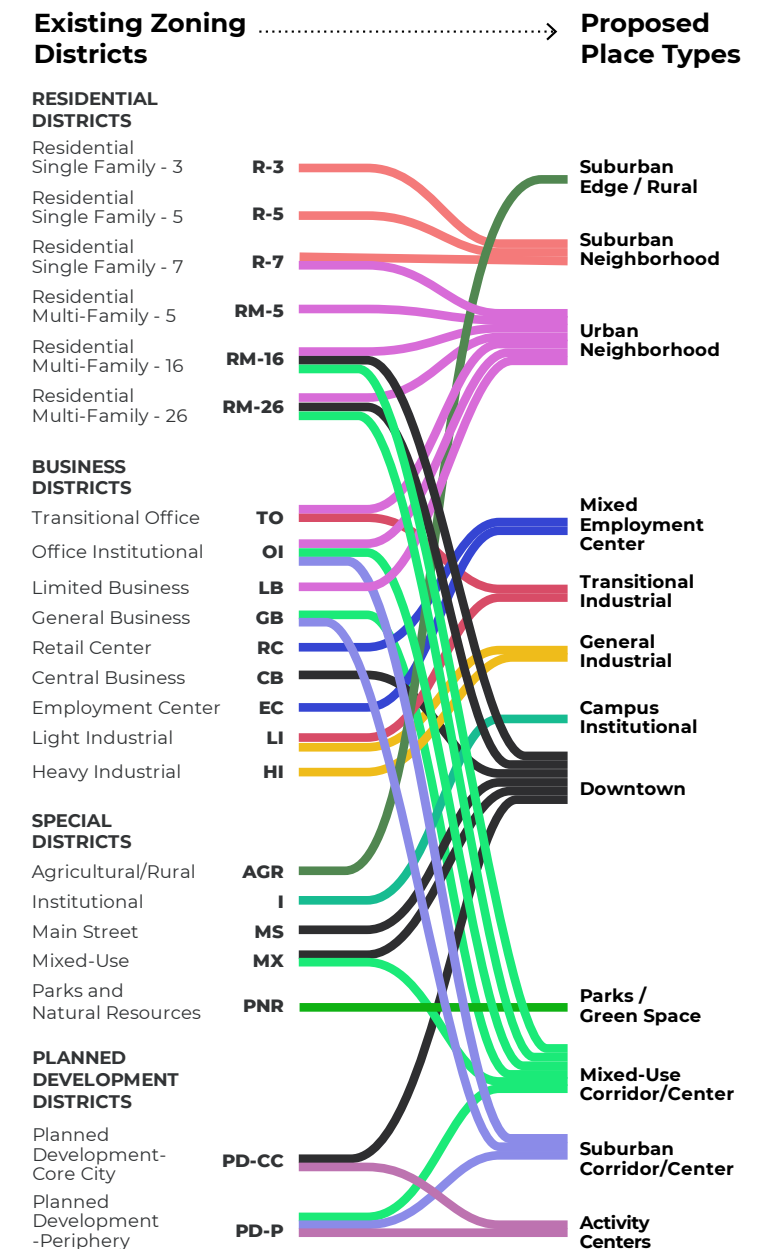 Existing Zoning
Districts
Proposed
Place Types
RESIDENTIAL
DISTRICTS
Residential
Single Family - 3
R-3
Residential
Single Family - 5
R-5
Residential
Single Family - 7
R-7
Residential
Multi-Family - 5
RM-5
Residential
Multi-Family - 16
RM-16
Residential
Multi-Family - 26
RM-26
BUSINESS
DISTRICTS
Transitional Office
TO
Office Institutional
OI
Limited Business
LB
General Business
GB
Retail Center
RC
Central Business
CB
Employment Center
EC
Light Industrial
LI
Heavy Industrial
HI
SPECIAL
DISTRICTS
Agricultural/Rural
AGR
Institutional
I
Main Street
MS
Mixed-Use
MX
Parks and
Natural Resources
PNR
PLANNED
DEVELOPMENT
DISTRICTS
Planned
Development-
Core City
PD-CC
Planned
Development
-Periphery
PD-P
Suburban
Edge / Rural
Suburban
Neighborhood
Urban
Neighborhood
Mixed
Employment
Center
Transitional
Industrial
General
Industrial
Campus
Institutional
Downtown
Parks /
Green Space
Mixed-Use
Corridor/Center
Suburban
Corridor/Center
Activity
Centers